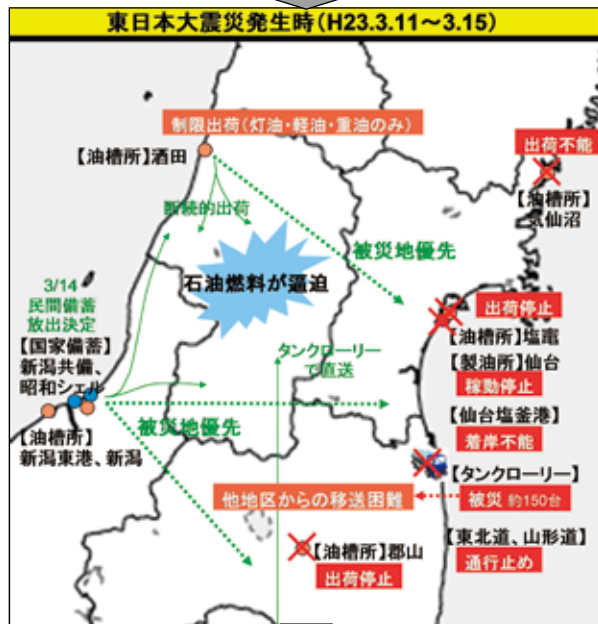 東日本大震災発生時(H23.3.11～3.15)
制限出荷(灯油・軽油・重油のみ)
【油槽所】酒田
出荷不能
【油槽所】
気仙沼
断続的出荷
被災地優先
石油燃料が逼迫
3/14
民間備蓄
放出決定
【国家備蓄】
新潟共備、
昭和シェル
タンクローリー
で直送
出荷停止
【油槽所】塩竈
【製油所】仙台
稼動停止
被災地優先
【油槽所】
新潟東港、新潟
【仙台塩釜港】
着岸不能
【タンクローリー】
被災 約150台
他地区からの移送困難
【油槽所】郡山
出荷停止
【東北道、山形道】
通行止め